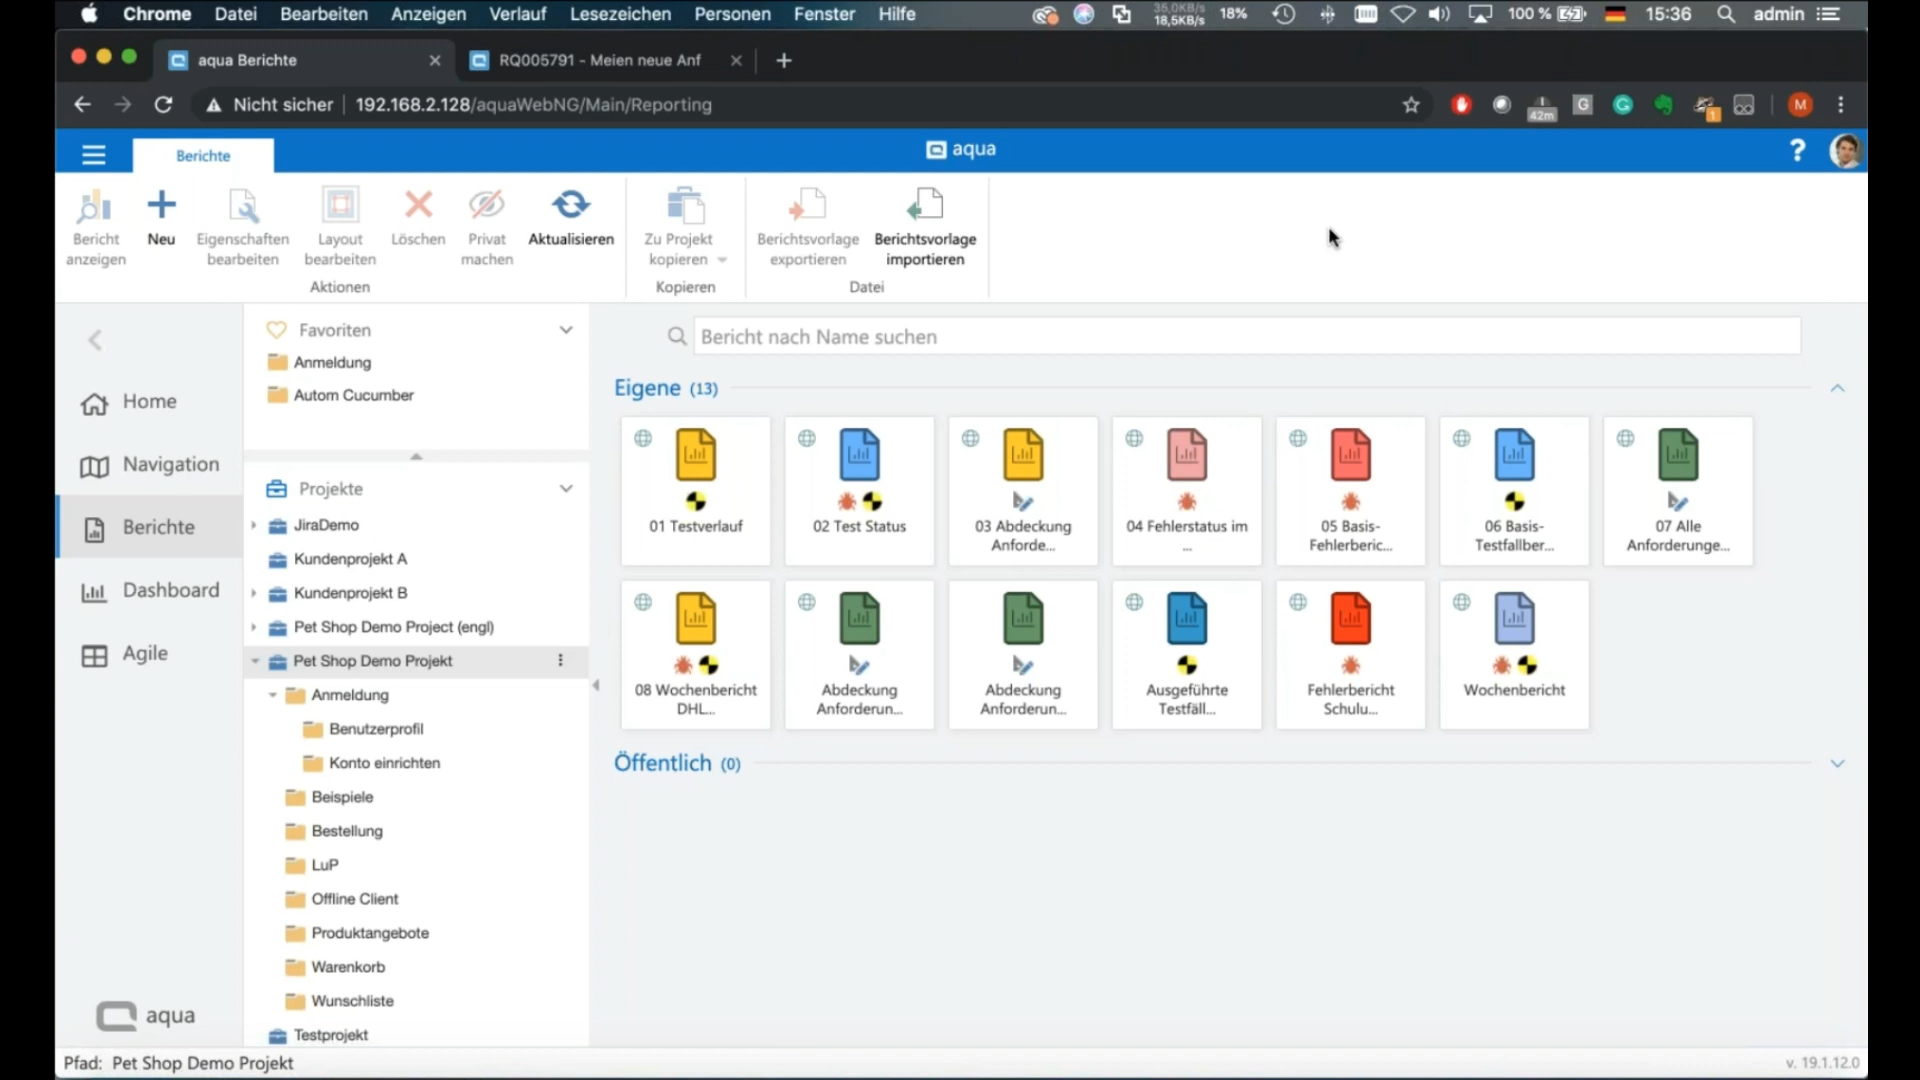 Chrome Datei Bearbeiten Anzeigen Verlauf Lesezeichen Personen Fenster Hilfe
35,0KB/s
18,5KB/s
18% 100 % 15:36 admin
aqua Berichte
RQ005791 - Meien neue Anf
Nicht sicher 192.168.2.128/aquaWebNG/Main/Reporting
42m G G 1 M
Berichte
aqua
?
Bericht anzeigen
Neu
Eigenschaften bearbeiten
Layout bearbeiten
Löschen
Privat machen
Aktualisieren
Aktionen
Zu Projekt kopieren
Kopieren
Berichtsvorlage exportieren
Berichtsvorlage importieren
Datei
Home
Navigation
Berichte
Dashboard
Agile
aqua
Favoriten
Anmeldung
Autom Cucumber
Projekte
JiraDemo
Kundenprojekt A
Kundenprojekt B
Pet Shop Demo Project (engl)
Pet Shop Demo Projekt
Anmeldung
Benutzerprofil
Konto einrichten
Beispiele
Bestellung
LuP
Offline Client
Produktangebote
Warenkorb
Wunschliste
Testprojekt
Bericht nach Name suchen
Eigene (13)
01 Testverlauf
02 Test Status
03 Abdeckung
Anforde...
04 Fehlerstatus im
...
05 Basis-
Fehlerberic...
06 Basis-
Testfallber...
07 Alle
Anforderunge...
08 Wochenbericht
DHL...
Abdeckung
Anforderun...
Abdeckung
Anforderun...
Ausgeführte
Testfäll...
Fehlerbericht
Schulu...
Wochenbericht
Öffentlich (0)
Pfad: Pet Shop Demo Projekt
v. 19.1.12.0